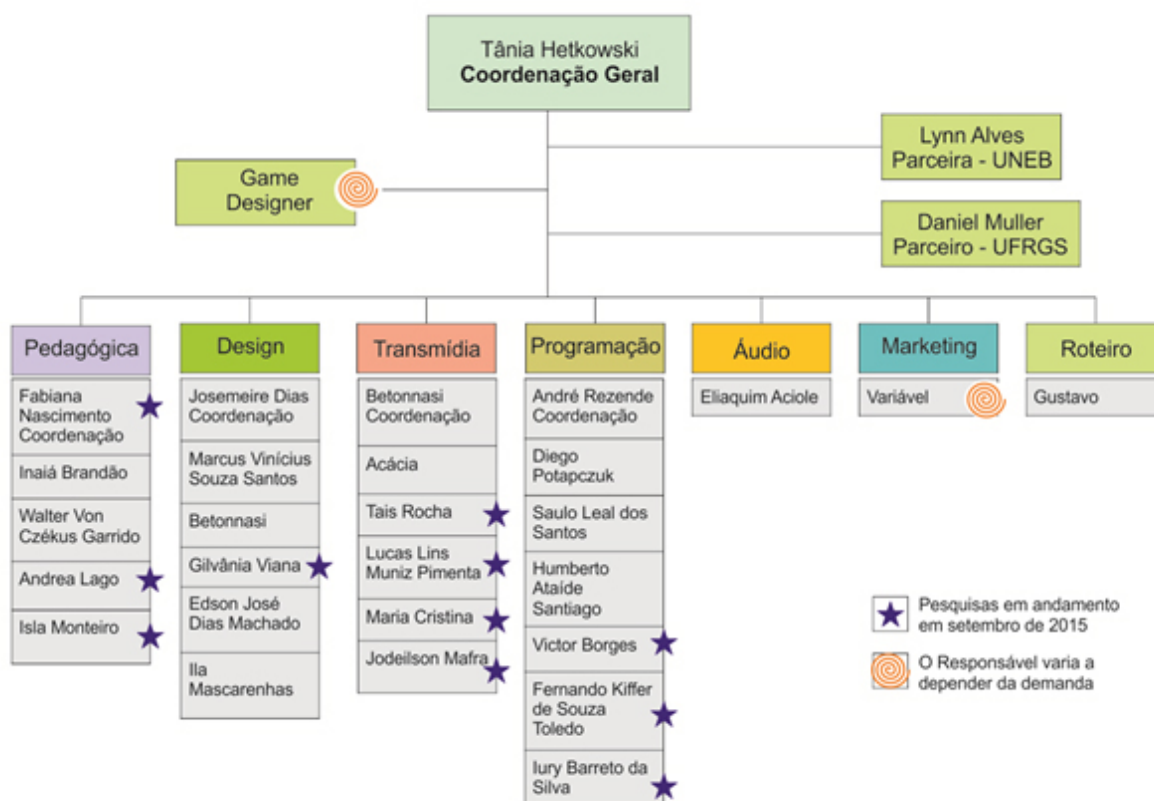 Tânia Hetkowski
Coordenação Geral
Lynn Alves
Parceira - UNEB
Game
Designer
Daniel Muller
Parceiro - UFRGS
Pedagógica
Fabiana
Nascimento
Coordenação
Inaiá Brandão
Walter Von
Czékus Garrido
Andrea Lago
Isla Monteiro
Design
Josemeire Dias
Coordenação
Marcus Vinícius
Souza Santos
Betonnasi
Gilvânia Viana
Edson José
Dias Machado
Ila
Mascarenhas
Transmídia
Betonnasi
Coordenação
Acácia
Tais Rocha
Lucas Lins
Muniz Pimenta
Maria Cristina
Jodeilson Mafra
Programação
André Rezende
Coordenação
Diego
Potapczuk
Saulo Leal dos
Santos
Humberto
Ataíde
Santiago
Victor Borges
Fernando Kiffer
de Souza
Toledo
Iury Barreto da
Silva
Áudio
Eliaquim Aciole
Marketing
Variável
Roteiro
Gustavo
Pesquisas em andamento
em setembro de 2015
O Responsável varia a
depender da demanda